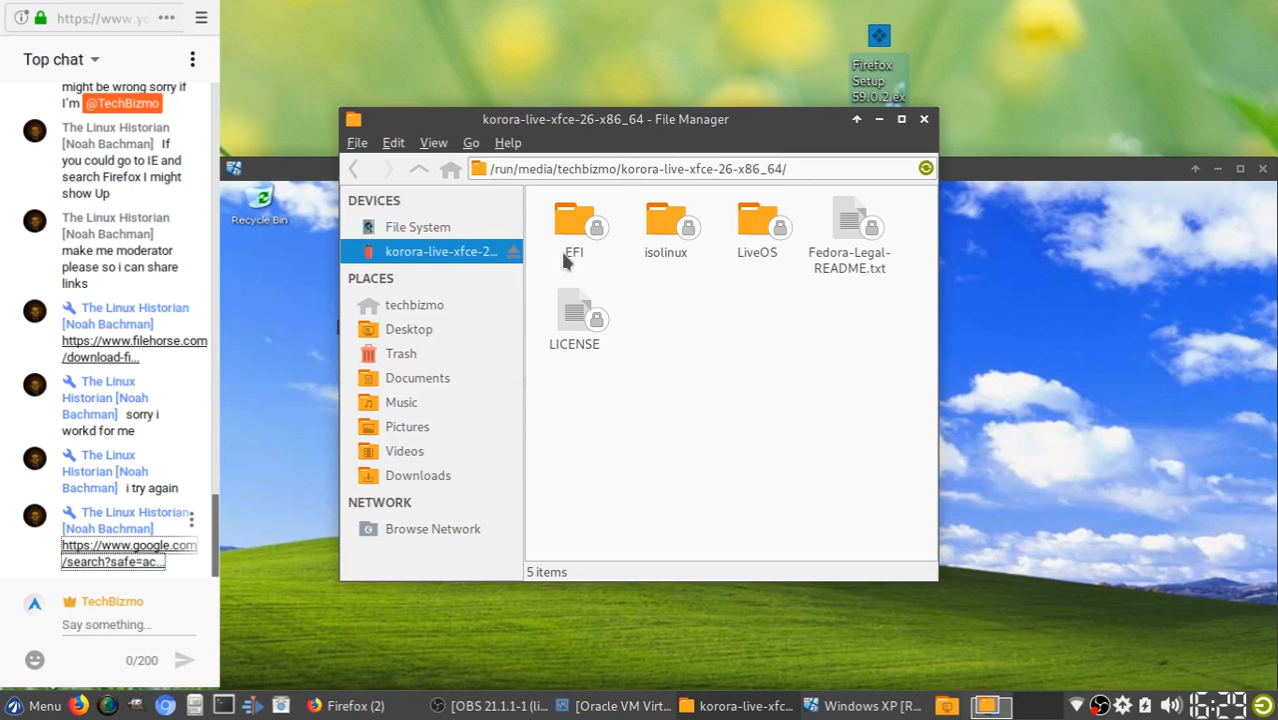 https://www.yo
Top chat
might be wrong sorry if
I'm @TechBizmo
The Linux Historian
[Noah Bachman] If
you could go to IE and
search Firefox I might
show Up
The Linux Historian
[Noah Bachman]
make me moderator
please so i can share
links
The Linux Historian
[Noah Bachman]
https://www.filehorse.com
/download-fi...
The Linux
Historian [Noah
Bachman] sorry i
workd for me
The Linux
Historian [Noah
Bachman] i try again
The Linux Historian
[Noah Bachman]
https://www.google.com
/search?safe=ac...
TechBizmo
Say something...
0/200
Firefox
Setup
59.0.2.ex
Recycle Bin
korora-live-xfce-26-x86_64 - File Manager
File Edit View Go Help
/run/media/techbizmo/korora-live-xfce-26-x86_64/
DEVICES
File System
korora-live-xfce-2...
PLACES
techbizmo
Desktop
Trash
Documents
Music
Pictures
Videos
Downloads
NETWORK
Browse Network
EFI
isolinux
LiveOS
Fedora-Legal-
README.txt
LICENSE
5 items
Menu
Firefox (2)
[OBS 21.1.1-1 (li...
[Oracle VM Virt...
korora-live-xfc...
Windows XP [R...
16:29